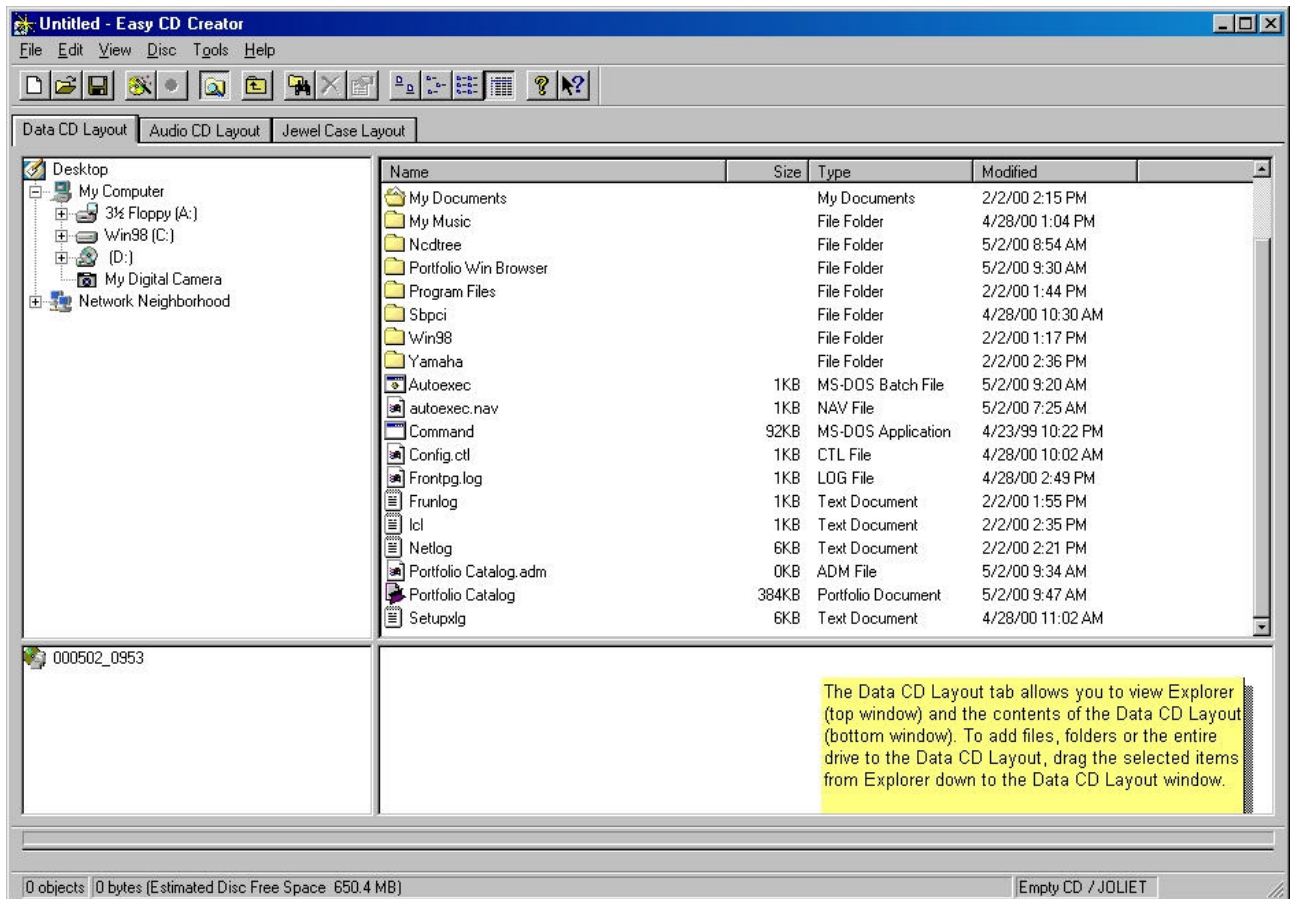 Untitled - Easy CD Creator
File Edit View Disc Tools Help
Data CD Layout Audio CD Layout Jewel Case Layout
Desktop
My Computer
3½ Floppy (A:)
Win98 (C:)
(D:)
My Digital Camera
Network Neighborhood
Name Size Type Modified
My Documents My Documents 2/2/00 2:15 PM
My Music File Folder 4/28/00 1:04 PM
Ncdtree File Folder 5/2/00 8:54 AM
Portfolio Win Browser File Folder 5/2/00 9:30 AM
Program Files File Folder 2/2/00 1:44 PM
Sbpci File Folder 4/28/00 10:30 AM
Win98 File Folder 2/2/00 1:17 PM
Yamaha File Folder 2/2/00 2:36 PM
Autoexec 1KB MS-DOS Batch File 5/2/00 9:20 AM
autoexec.nav 1KB NAV File 5/2/00 7:25 AM
Command 92KB MS-DOS Application 4/23/99 10:22 PM
Config.ctl 1KB CTL File 4/28/00 10:02 AM
Frontpg.log 1KB LOG File 4/28/00 2:49 PM
Frunlog 1KB Text Document 2/2/00 1:55 PM
lcl 1KB Text Document 2/2/00 2:35 PM
Netlog 6KB Text Document 2/2/00 2:21 PM
Portfolio Catalog.adm 0KB ADM File 5/2/00 9:34 AM
Portfolio Catalog 384KB Portfolio Document 5/2/00 9:47 AM
Setupxlg 6KB Text Document 4/28/00 11:02 AM
000502_0953
The Data CD Layout tab allows you to view Explorer
(top window) and the contents of the Data CD Layout
(bottom window). To add files, folders or the entire
drive to the Data CD Layout, drag the selected items
from Explorer down to the Data CD Layout window.
0 objects 0 bytes (Estimated Disc Free Space 650.4 MB) Empty CD / JOLIET